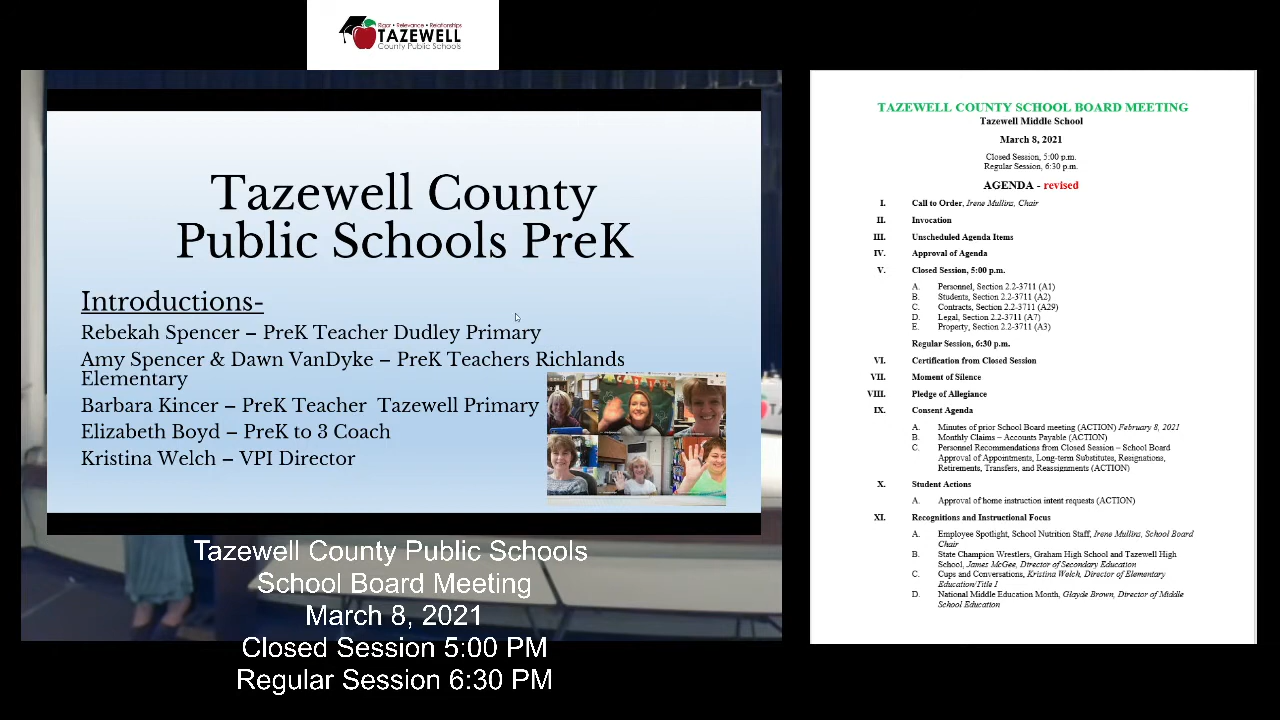 Rigor • Relevance • Relationships
TAZEWELL
County Public Schools
Tazewell County
Public Schools PreK
Introductions-
Rebekah Spencer – PreK Teacher Dudley Primary
Amy Spencer & Dawn VanDyke – PreK Teachers Richlands
Elementary
Barbara Kincer – PreK Teacher Tazewell Primary
Elizabeth Boyd – PreK to 3 Coach
Kristina Welch – VPI Director
Tazewell County Public Schools
School Board Meeting
March 8, 2021
Closed Session 5:00 PM
Regular Session 6:30 PM
TAZEWELL COUNTY SCHOOL BOARD MEETING
Tazewell Middle School
March 8, 2021
Closed Session, 5:00 p.m.
Regular Session, 6:30 p.m.
AGENDA - revised
I. Call to Order, Irene Mullins, Chair
II. Invocation
III. Unscheduled Agenda Items
IV. Approval of Agenda
V. Closed Session, 5:00 p.m.
A. Personnel, Section 2.2-3711 (A1)
B. Students, Section 2.2-3711 (A2)
C. Contracts, Section 2.2-3711 (A29)
D. Legal, Section 2.2-3711 (A7)
E. Property, Section 2.2-3711 (A3)
Regular Session, 6:30 p.m.
VI. Certification from Closed Session
VII. Moment of Silence
VIII. Pledge of Allegiance
IX. Consent Agenda
A. Minutes of prior School Board meeting (ACTION) February 8, 2021
B. Monthly Claims – Accounts Payable (ACTION)
C. Personnel Recommendations from Closed Session – School Board
Approval of Appointments, Long-term Substitutes, Resignations,
Retirements, Transfers, and Reassignments (ACTION)
X. Student Actions
A. Approval of home instruction intent requests (ACTION)
XI. Recognitions and Instructional Focus
A. Employee Spotlight, School Nutrition Staff, Irene Mullins, School Board
Chair
B. State Champion Wrestlers, Graham High School and Tazewell High
School, James McGee, Director of Secondary Education
C. Cups and Conversations, Kristina Welch, Director of Elementary
Education/Title I
D. National Middle Education Month, Glayde Brown, Director of Middle
School Education